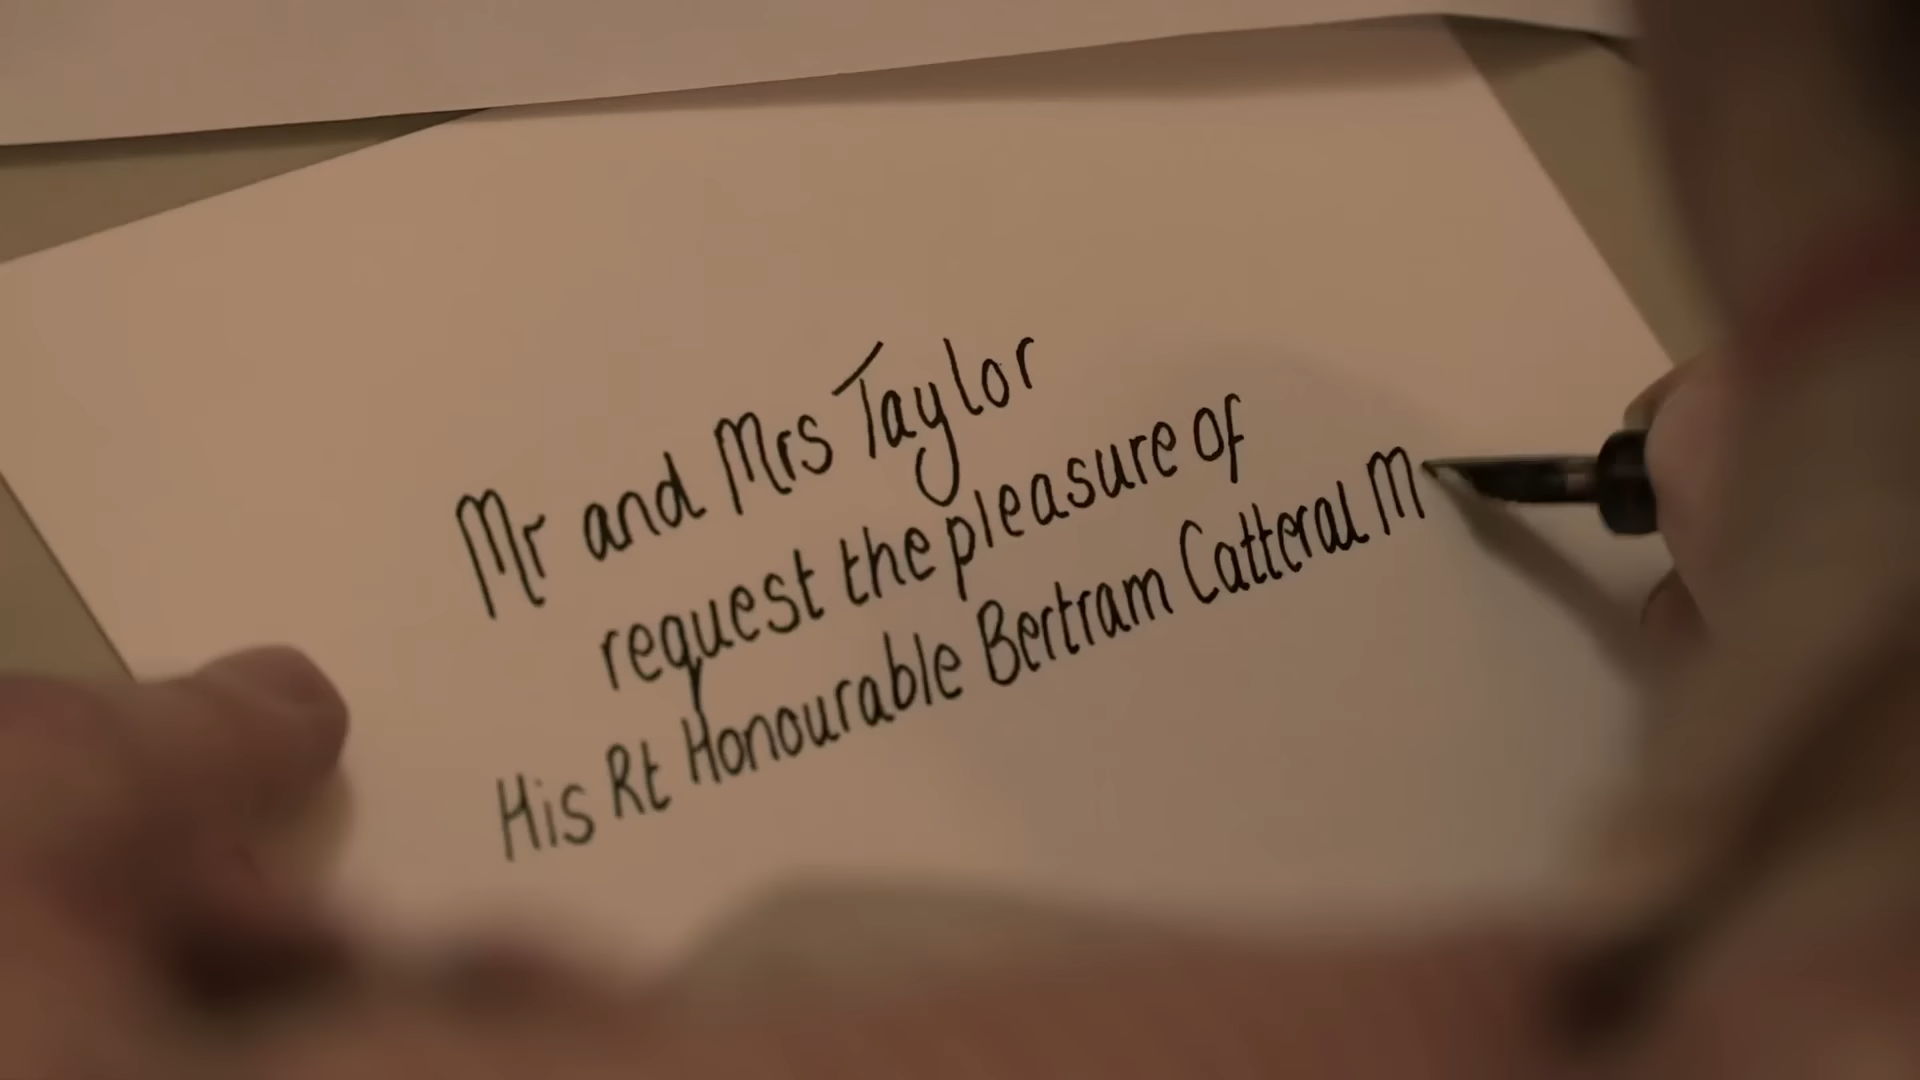 Mr and Mrs Taylor
request the pleasure of
His Rt Honourable Bertram Catteral M